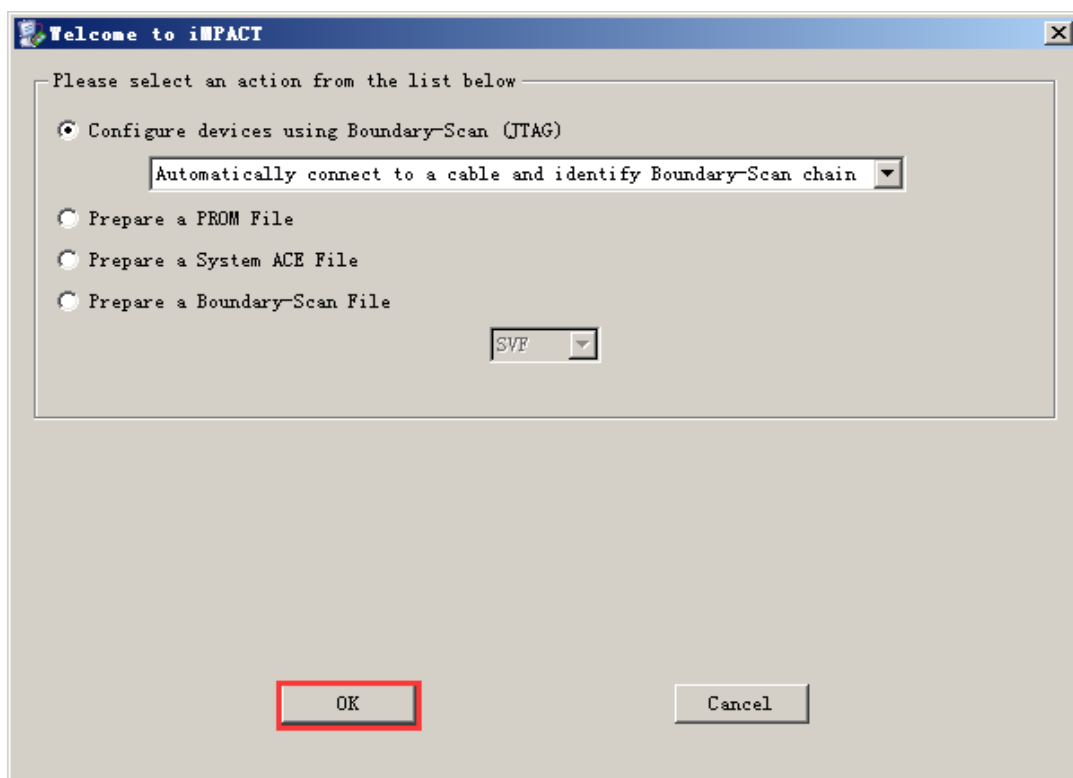 Welcome to iMPACT
Please select an action from the list below
Configure devices using Boundary-Scan (JTAG)
Automatically connect to a cable and identify Boundary-Scan chain
Prepare a PROM File
Prepare a System ACE File
Prepare a Boundary-Scan File
SVF
OK Cancel